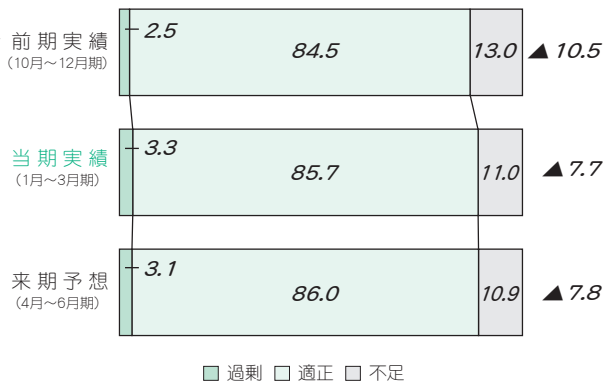 前期実績
（10月～12月期）
2.5
84.5
13.0
▲10.5
当期実績
（1月～3月期）
3.3
85.7
11.0
▲7.7
来期予想
（4月～6月期）
3.1
86.0
10.9
▲7.8
過剰 適正 不足